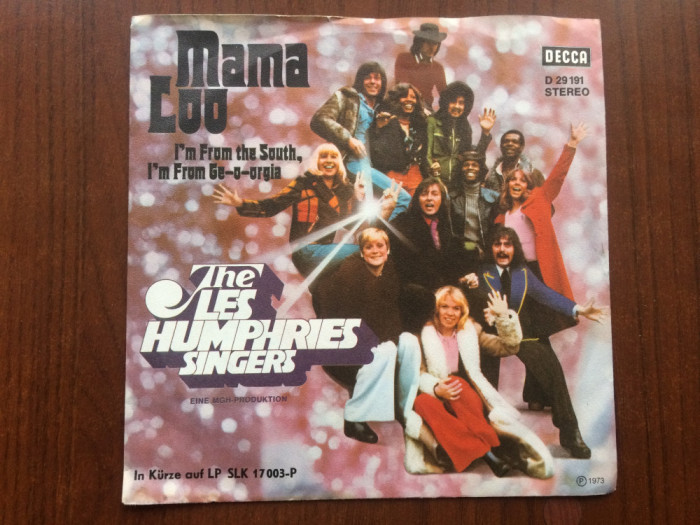 Mama
Loo
I'm From the South,
I'm From Ge-o-orgia
DECCA
D 29 191
STEREO
The
LES
HUMPHRIES
SINGERS
EINE MGH-PRODUKTION
In Kürze auf LP SLK 17 003-P
Ⓟ 1973